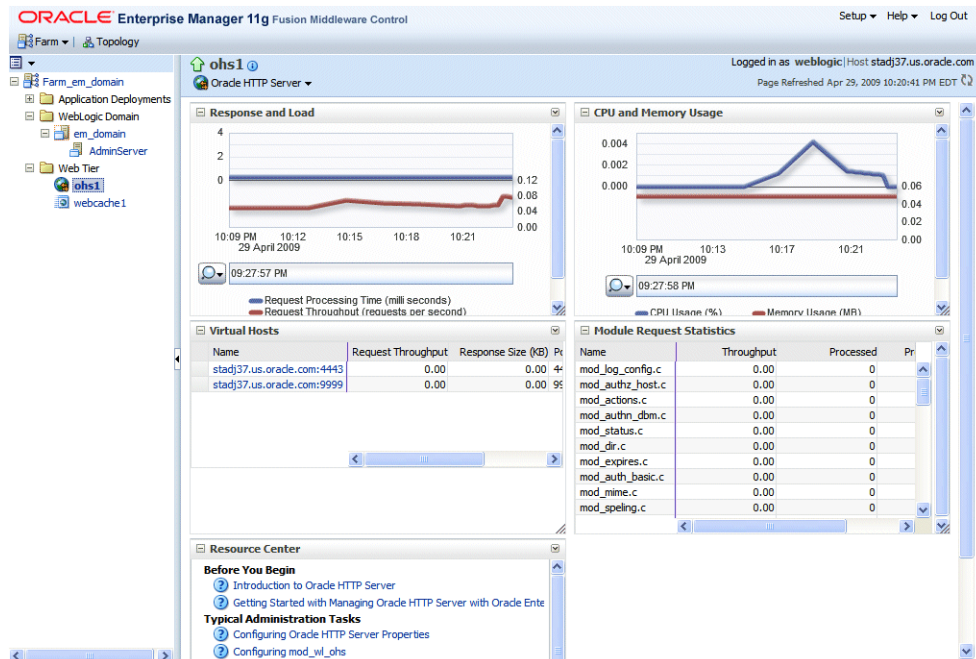 ORACLE Enterprise Manager 11g Fusion Middleware Control
Setup Help Log Out
Farm | Topology
Farm_em_domain
Application Deployments
WebLogic Domain
em_domain
AdminServer
Web Tier
ohs1
webcache1
ohs1
Oracle HTTP Server
Logged in as weblogic|Host stadj37.us.oracle.com
Page Refreshed Apr 29, 2009 10:20:41 PM EDT
Response and Load
4
2
0
0.12
0.08
0.04
0.00
10:09 PM 10:12 10:15 10:18 10:21
29 April 2009
09:27:57 PM
Request Processing Time (milli seconds)
Request Throughput (requests per second)
CPU and Memory Usage
0.004
0.002
0.000
0.06
0.04
0.02
0.00
10:09 PM 10:13 10:17 10:21
29 April 2009
09:27:58 PM
CPU Usage (%) Memory Usage (MB)
Virtual Hosts
Name Request Throughput Response Size (KB) Po
stadj37.us.oracle.com:4443 0.00 0.00 44
stadj37.us.oracle.com:9999 0.00 0.00 99
Module Request Statistics
Name Throughput Processed Pr
mod_log_config.c 0.00 0
mod_authz_host.c 0.00 0
mod_actions.c 0.00 0
mod_authn_dbm.c 0.00 0
mod_status.c 0.00 0
mod_dir.c 0.00 0
mod_expires.c 0.00 0
mod_auth_basic.c 0.00 0
mod_mime.c 0.00 0
mod_speling.c 0.00 0
Resource Center
Before You Begin
Introduction to Oracle HTTP Server
Getting Started with Managing Oracle HTTP Server with Oracle Ente
Typical Administration Tasks
Configuring Oracle HTTP Server Properties
Configuring mod_wl_ohs